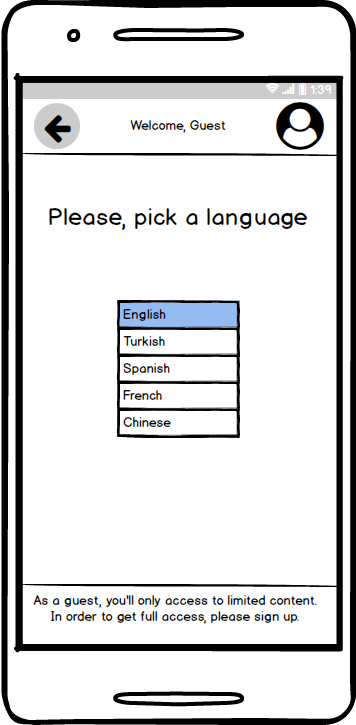 1:39
Welcome, Guest
Please, pick a language
English
Turkish
Spanish
French
Chinese
As a guest, you'll only access to limited content.
In order to get full access, please sign up.